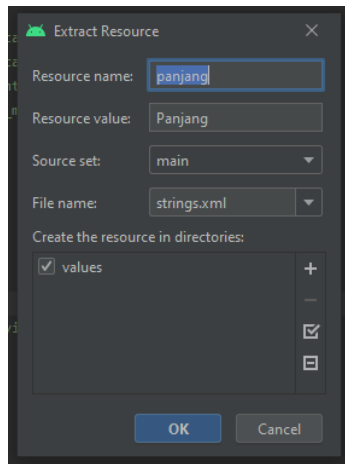 Extract Resource
Resource name: panjang
Resource value: Panjang
Source set: main
File name: strings.xml
Create the resource in directories:
values
OK Cancel